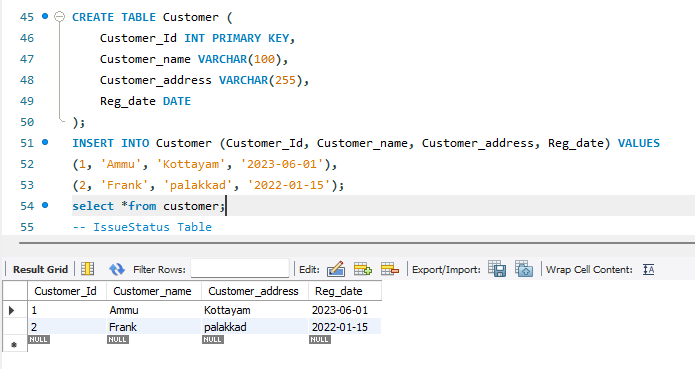 45 CREATE TABLE Customer (
46 Customer_Id INT PRIMARY KEY,
47 Customer_name VARCHAR(100),
48 Customer_address VARCHAR(255),
49 Reg_date DATE
50 );
51 INSERT INTO Customer (Customer_Id, Customer_name, Customer_address, Reg_date) VALUES
52 (1, 'Ammu', 'Kottayam', '2023-06-01'),
53 (2, 'Frank', 'palakkad', '2022-01-15');
54 select *from customer;
55 -- IssueStatus Table
Result Grid Filter Rows: Edit: Export/Import: Wrap Cell Content: IA
Customer_Id Customer_name Customer_address Reg_date
1 Ammu Kottayam 2023-06-01
2 Frank palakkad 2022-01-15
NULL NULL NULL NULL